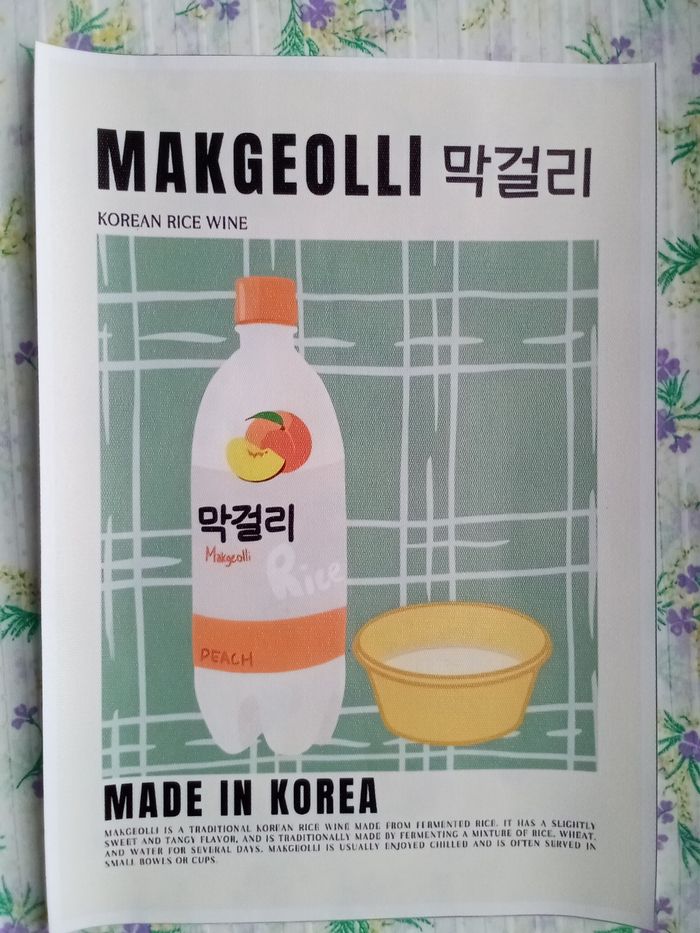 MAKGEOLLI 막걸리
KOREAN RICE WINE
막걸리
Makgeolli
Rice
PEACH
MADE IN KOREA
MAKGEOLLI IS A TRADITIONAL KOREAN RICE WINE MADE FROM FERMENTED RICE. IT HAS A SLIGHTLY
SWEET AND TANGY FLAVOR, AND IS TRADITIONALLY MADE BY FERMENTING A MIXTURE OF RICE, WHEAT,
AND WATER FOR SEVERAL DAYS. MAKGEOLLI IS USUALLY ENJOYED CHILLED AND IS OFTEN SERVED IN
SMALL BOWLS OR CUPS.